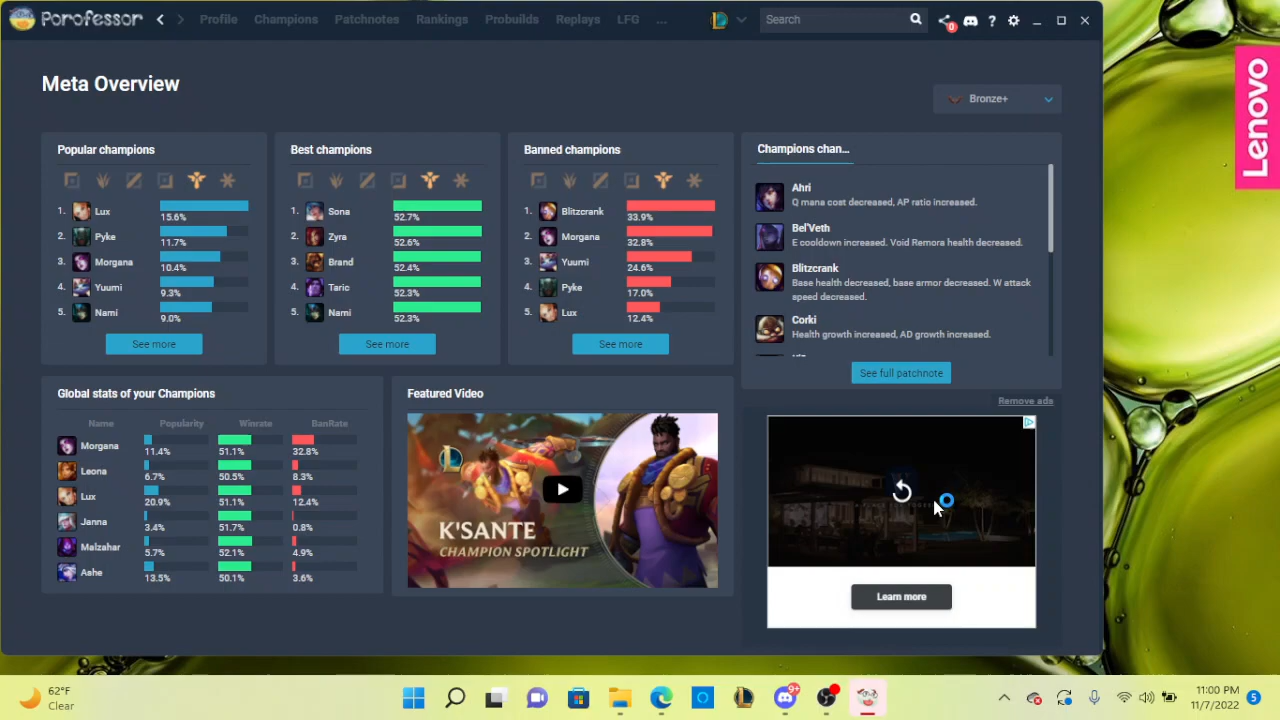 Porofessor
Profile Champions Patchnotes Rankings Probuilds Replays LFG ...
Search
0
Meta Overview
Bronze+
Popular champions
1. Lux 15.6%
2. Pyke 11.7%
3. Morgana 10.4%
4. Yuumi 9.3%
5. Nami 9.0%
See more
Best champions
1. Sona 52.7%
2. Zyra 52.6%
3. Brand 52.4%
4. Taric 52.3%
5. Nami 52.3%
See more
Banned champions
1. Blitzcrank 33.9%
2. Morgana 32.8%
3. Yuumi 24.6%
4. Pyke 17.0%
5. Lux 12.4%
See more
Champions chan...
Ahri
Q mana cost decreased, AP ratio increased.
Bel'Veth
E cooldown increased. Void Remora health decreased.
Blitzcrank
Base health decreased, base armor decreased. W attack
speed decreased.
Corki
Health growth increased, AD growth increased.
See full patchnote
Global stats of your Champions
Name Popularity Winrate BanRate
Morgana 11.4% 51.1% 32.8%
Leona 6.7% 50.5% 8.3%
Lux 20.9% 51.1% 12.4%
Janna 3.4% 51.7% 0.8%
Malzahar 5.7% 52.1% 4.9%
Ashe 13.5% 50.1% 3.6%
Featured Video
K'SANTE
CHAMPION SPOTLIGHT
Remove ads
Learn more
Lenovo
62°F
Clear
9+
11:00 PM
11/7/2022
5